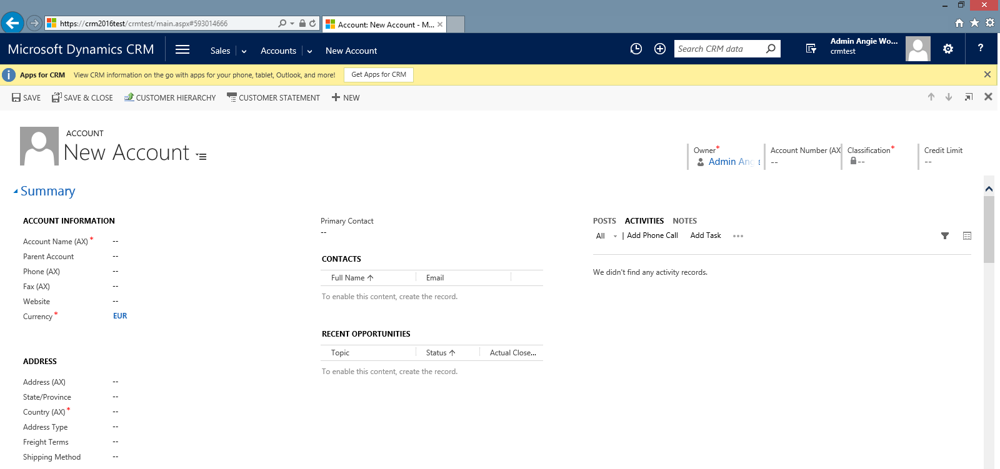 https://crm2016test/crmtest/main.aspx#593014666
Account: New Account - M...
Microsoft Dynamics CRM
Sales
Accounts
New Account
Search CRM data
Admin Angie Wo...
crmtest
?
Apps for CRM View CRM information on the go with apps for your phone, tablet, Outlook, and more! Get Apps for CRM
SAVE SAVE & CLOSE CUSTOMER HIERARCHY CUSTOMER STATEMENT NEW
ACCOUNT
New Account
Owner* Account Number (AX Classification* Credit Limit
Admin Angie -- -- --
Summary
ACCOUNT INFORMATION
Account Name (AX)* --
Parent Account --
Phone (AX) --
Fax (AX) --
Website --
Currency* EUR
ADDRESS
Address (AX) --
State/Province --
Country (AX)* --
Address Type --
Freight Terms --
Shipping Method --
Primary Contact
--
CONTACTS
Full Name ↑ Email
To enable this content, create the record.
RECENT OPPORTUNITIES
Topic Status ↑ Actual Close...
To enable this content, create the record.
POSTS ACTIVITIES NOTES
All | Add Phone Call Add Task ...
We didn't find any activity records.